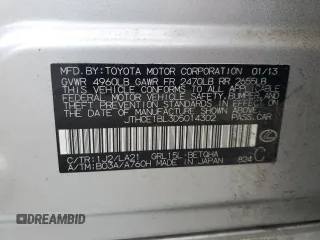 MFD. BY: TOYOTA MOTOR CORPORATION 01/13
GVWR 4960LB GAWR FR 2470LB RR 2655LB
THIS VEHICLE CONFORMS TO ALL APPLICABLE
FEDERAL MOTOR VEHICLE SAFETY, BUMPER, AND
THEFT PREVENTION STANDARDS IN EFFECT ON
THE DATE OF MANUFACTURE SHOWN ABOVE.
JTHCE1BL3D5014302 PASS. CAR
C/TR: 1J2/LA21 GRL15L-BETQHA
A/TM: B03A/A760H MADE IN JAPAN 824 C
AUTOBIDMASTER